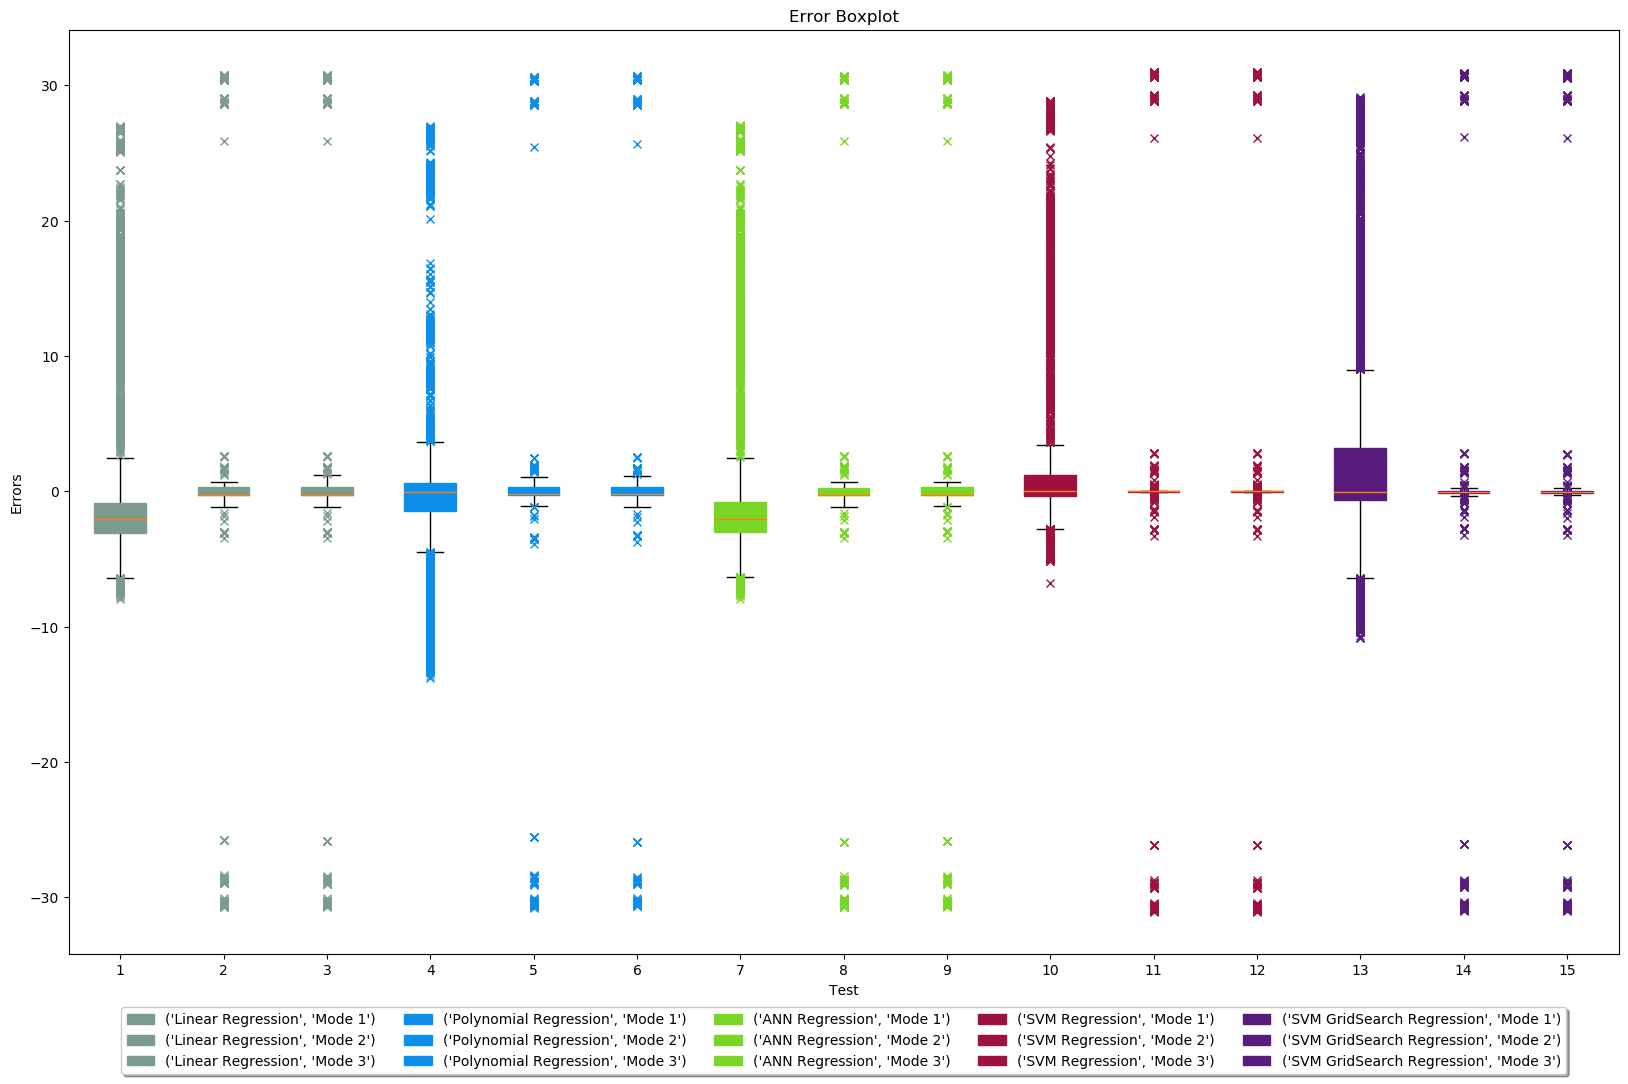 Error Boxplot
30
20
10
0
−10
−20
−30
Errors
1 2 3 4 5 6 7 8 9 10 11 12 13 14 15
Test
('Linear Regression', 'Mode 1') ('Polynomial Regression', 'Mode 1') ('ANN Regression', 'Mode 1') ('SVM Regression', 'Mode 1') ('SVM GridSearch Regression', 'Mode 1')
('Linear Regression', 'Mode 2') ('Polynomial Regression', 'Mode 2') ('ANN Regression', 'Mode 2') ('SVM Regression', 'Mode 2') ('SVM GridSearch Regression', 'Mode 2')
('Linear Regression', 'Mode 3') ('Polynomial Regression', 'Mode 3') ('ANN Regression', 'Mode 3') ('SVM Regression', 'Mode 3') ('SVM GridSearch Regression', 'Mode 3')